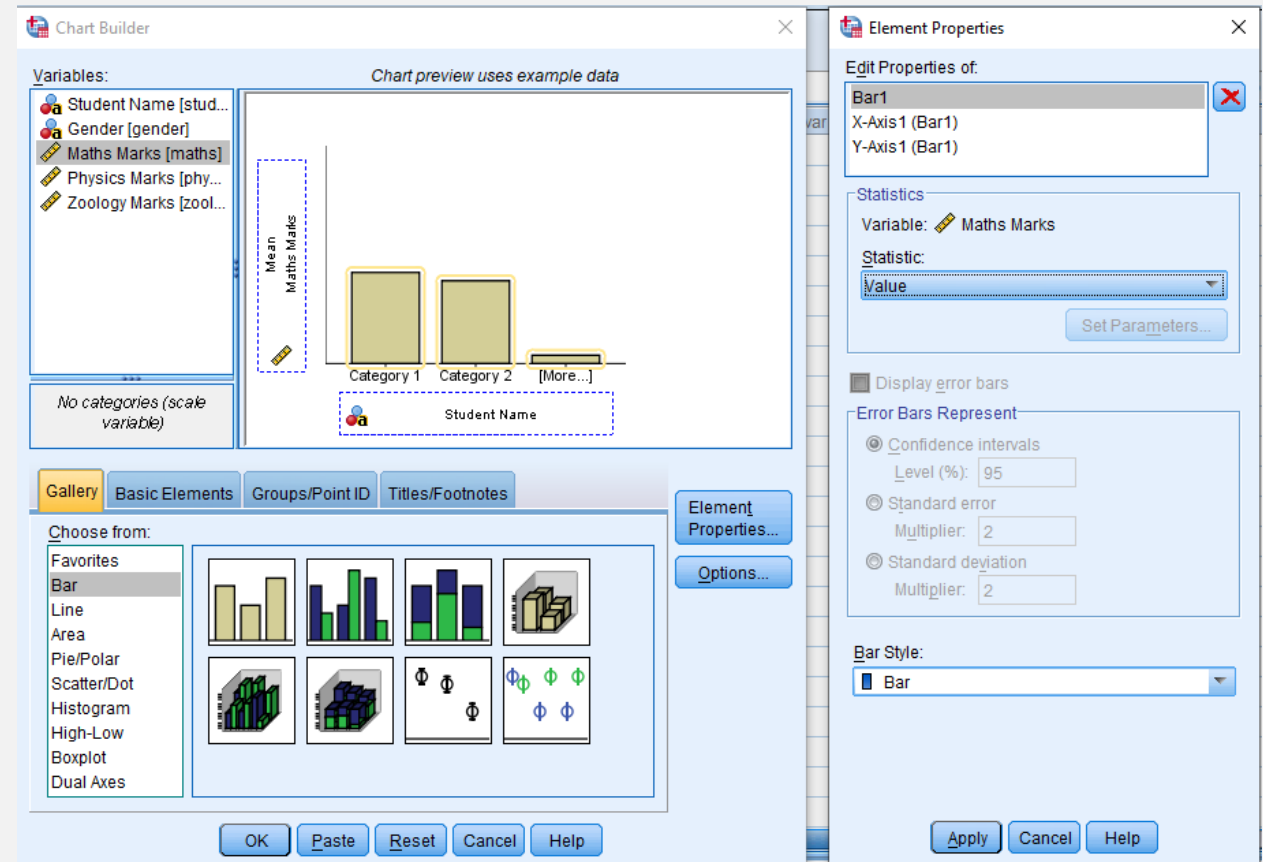 Chart Builder
Variables:
Chart preview uses example data
Student Name [stud...
Gender [gender]
Maths Marks [maths]
Physics Marks [phy...
Zoology Marks [zool...
No categories (scale
variable)
Mean
Maths Marks
Category 1
Category 2
[More...]
Student Name
Gallery
Basic Elements
Groups/Point ID
Titles/Footnotes
Choose from:
Favorites
Bar
Line
Area
Pie/Polar
Scatter/Dot
Histogram
High-Low
Boxplot
Dual Axes
Element
Properties...
Options...
OK
Paste
Reset
Cancel
Help
var
Element Properties
Edit Properties of:
Bar1
X-Axis1 (Bar1)
Y-Axis1 (Bar1)
Statistics
Variable: Maths Marks
Statistic:
Value
Set Parameters...
Display error bars
Error Bars Represent
Confidence intervals
Level (%): 95
Standard error
Multiplier: 2
Standard deviation
Multiplier: 2
Bar Style:
Bar
Apply
Cancel
Help